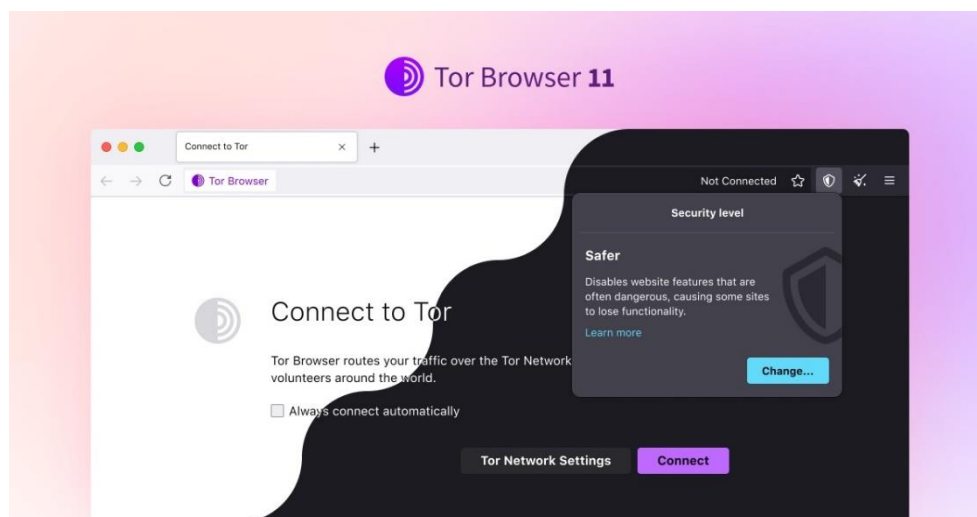 Tor Browser 11
Connect to Tor
Tor Browser
Not Connected
Security level
Safer
Disables website features that are
often dangerous, causing some sites
to lose functionality.
Learn more
Change...
Connect to Tor
Tor Browser routes your traffic over the Tor Network
volunteers around the world.
Always connect automatically
Tor Network Settings
Connect